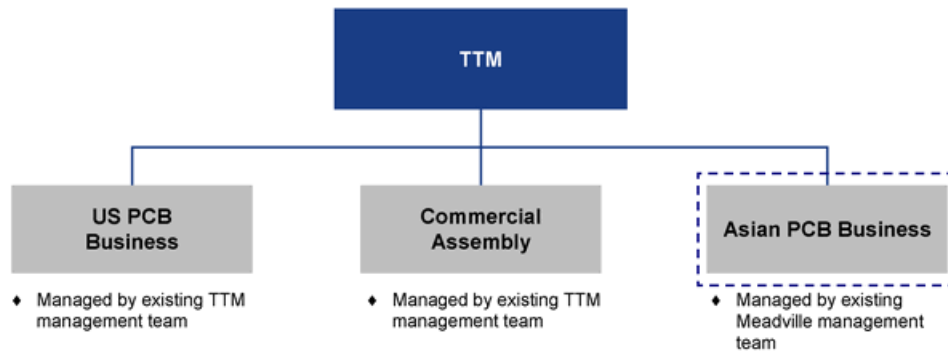 TTM
US PCB
Business
Commercial
Assembly
Asian PCB Business
♦ Managed by existing TTM
management team
♦ Managed by existing TTM
management team
♦ Managed by existing
Meadville management
team